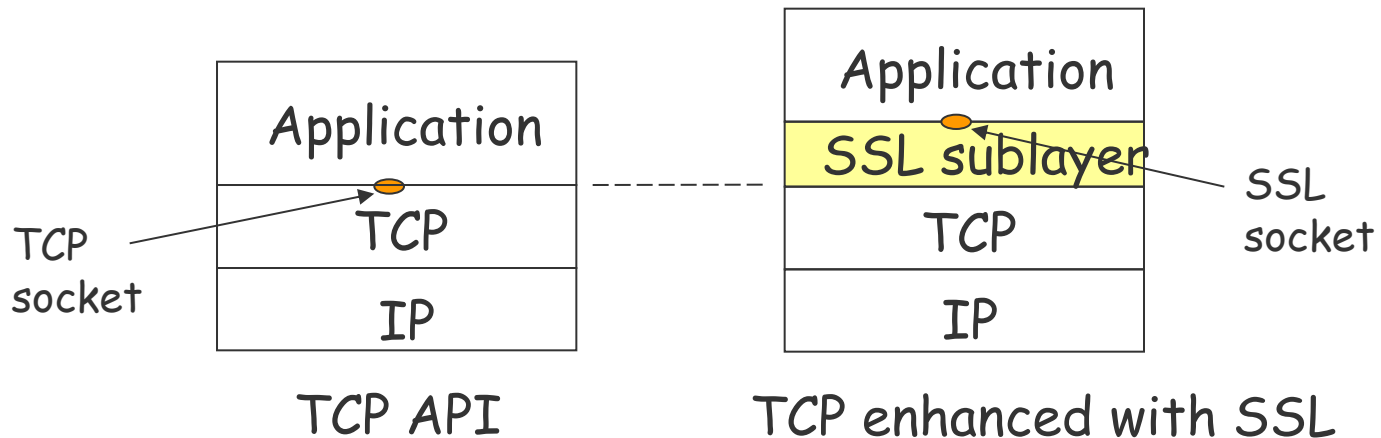 Application
TCP
IP
TCP
socket
TCP API
Application
SSL sublayer
TCP
IP
SSL
socket
TCP enhanced with SSL